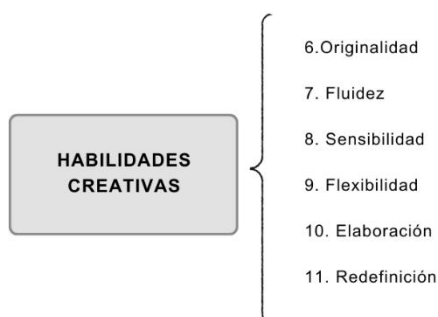 HABILIDADES
CREATIVAS
6.Originalidad
7. Fluidez
8. Sensibilidad
9. Flexibilidad
10. Elaboración
11. Redefinición